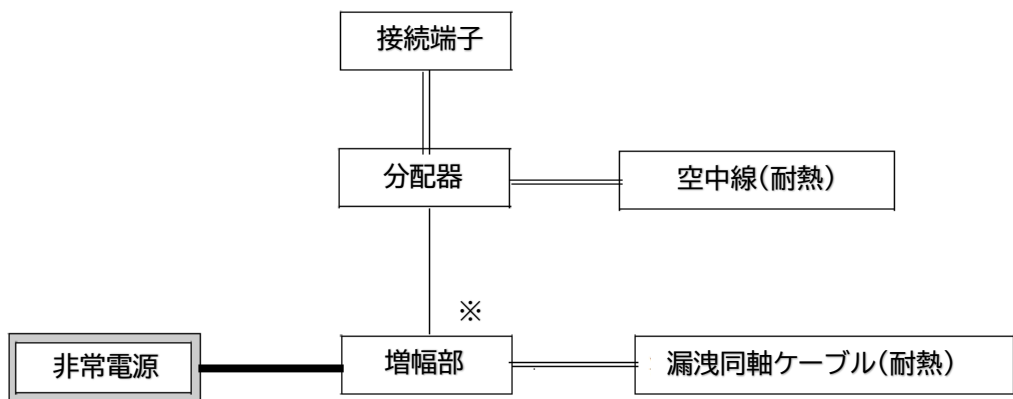 接続端子
分配器
空中線(耐熱)
※
非常電源
増幅部
漏洩同軸ケーブル(耐熱)